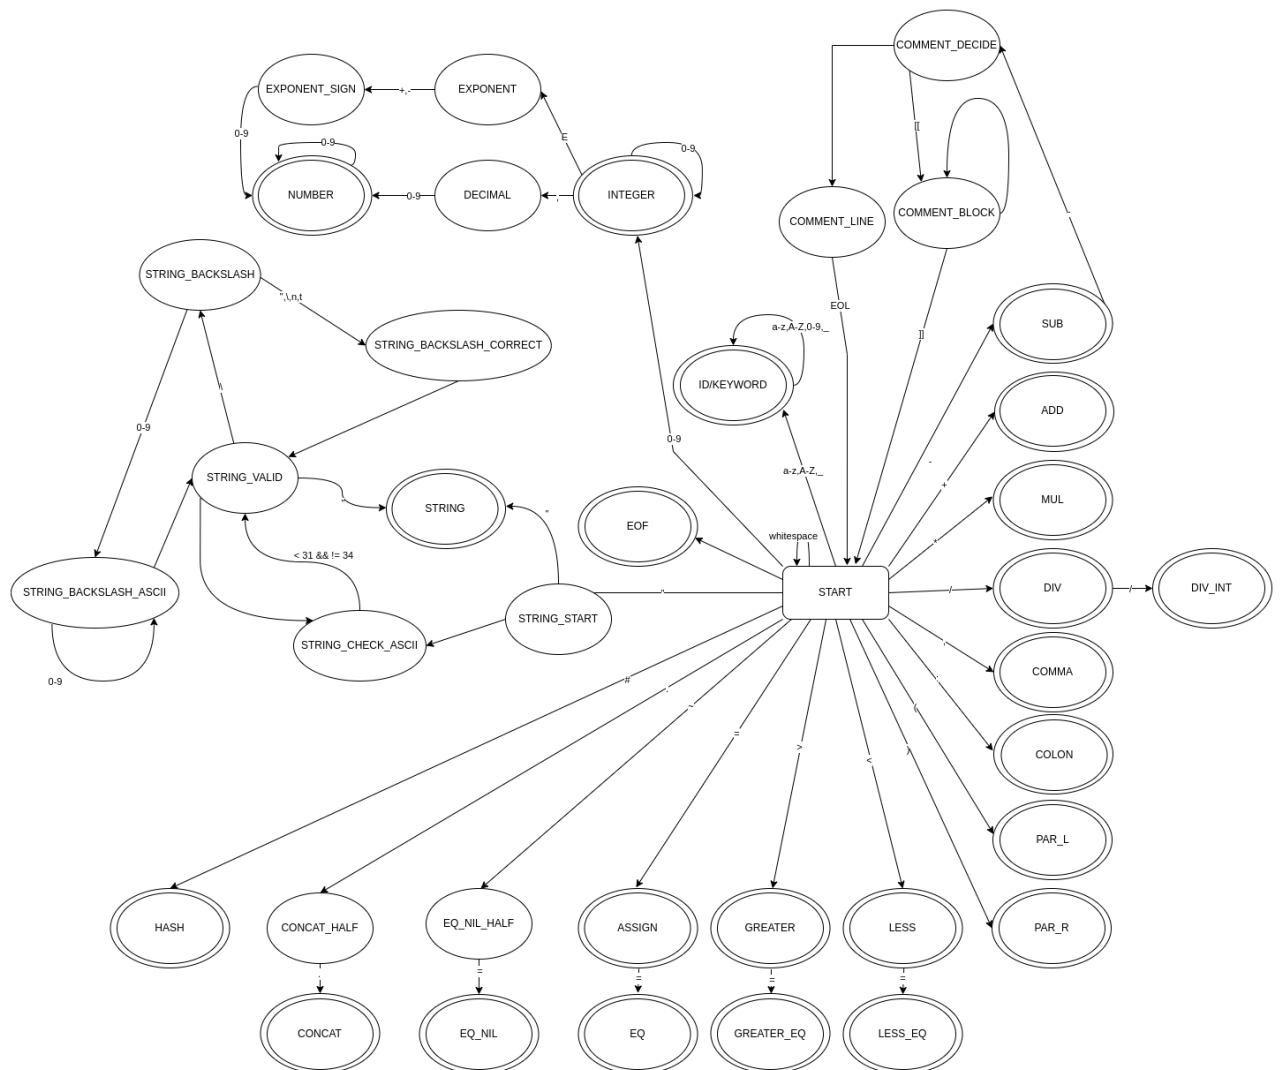 COMMENT_DECIDE
EXPONENT_SIGN
+,-
EXPONENT
E
[[
0-9
0-9
0-9
NUMBER
0-9
DECIMAL
,
INTEGER
COMMENT_LINE
COMMENT_BLOCK
-
STRING_BACKSLASH
",\,n,t
EOL
]]
SUB
a-z,A-Z,0-9,_
STRING_BACKSLASH_CORRECT
ID/KEYWORD
\
ADD
0-9
0-9
a-z,A-Z,_
-
STRING_VALID
+
"
STRING
"
EOF
MUL
whitespace
*
< 31 && != 34
STRING_BACKSLASH_ASCII
"
START
/
DIV
/
DIV_INT
STRING_START
STRING_CHECK_ASCII
,
COMMA
0-9
#
.
~
:
(
=
>
<
)
COLON
PAR_L
HASH
CONCAT_HALF
EQ_NIL_HALF
ASSIGN
GREATER
LESS
PAR_R
.
=
=
=
=
CONCAT
EQ_NIL
EQ
GREATER_EQ
LESS_EQ